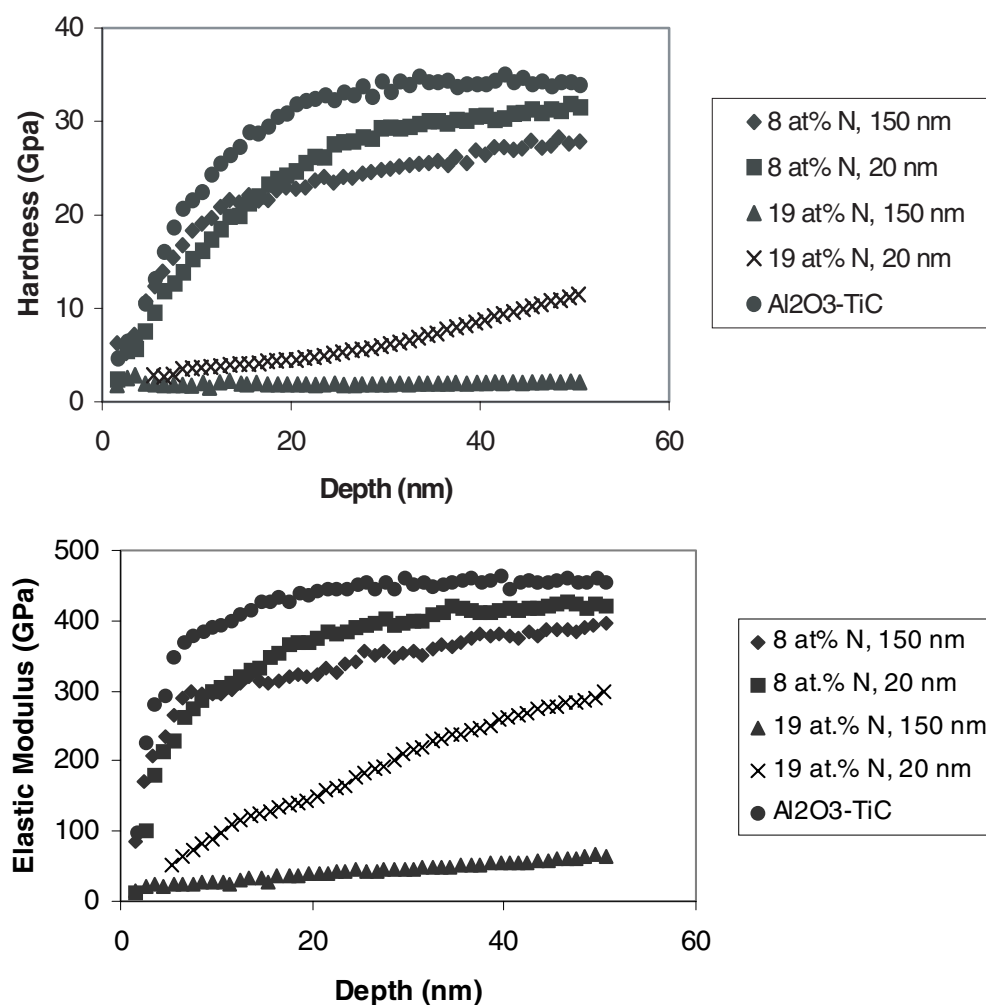 40
30
20
10
0
Hardness (Gpa)
0 20 40 60
Depth (nm)
8 at% N, 150 nm
8 at% N, 20 nm
19 at% N, 150 nm
19 at% N, 20 nm
Al2O3-TiC
500
400
300
200
100
0
Elastic Modulus (GPa)
0 20 40 60
Depth (nm)
8 at% N, 150 nm
8 at.% N, 20 nm
19 at.% N, 150 nm
19 at.% N, 20 nm
Al2O3-TiC